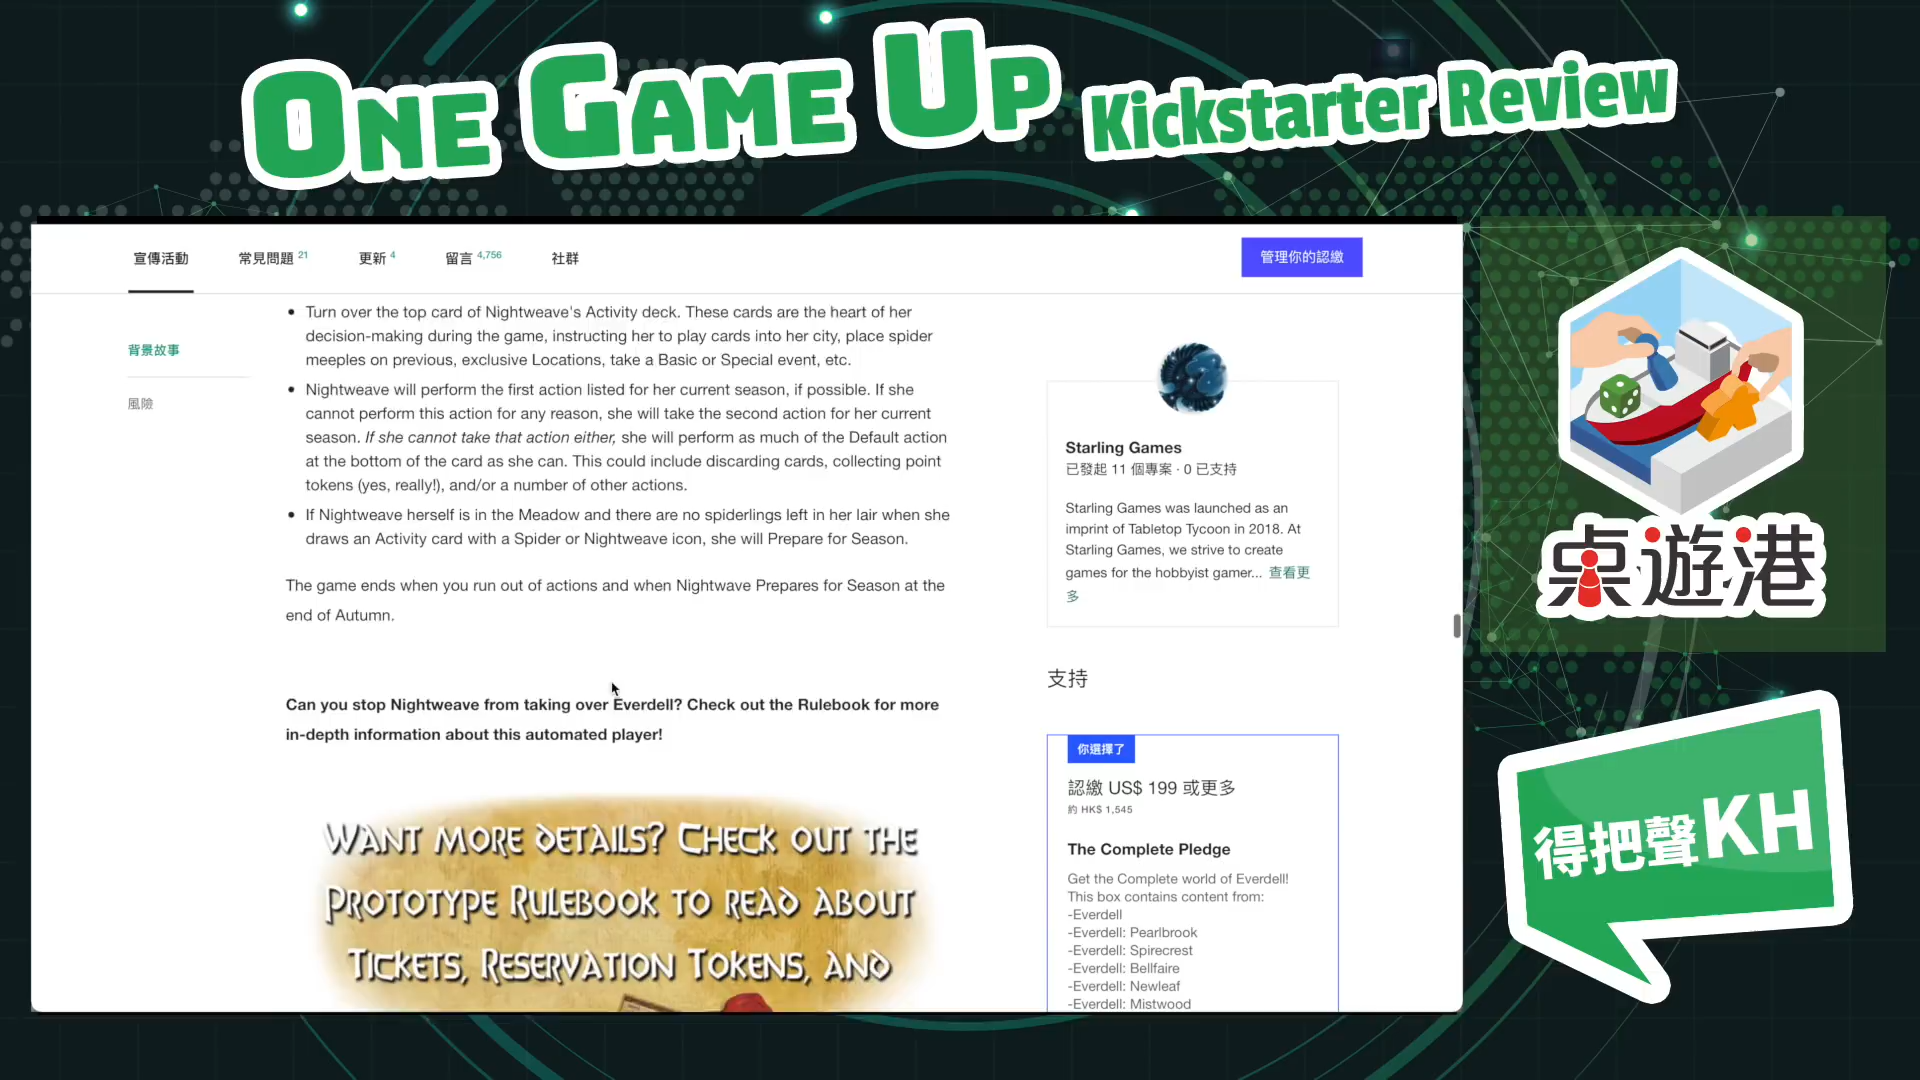 One Game Up Kickstarter Review
宣傳活動
常見問題 21
更新 4
留言 4,756
社群
管理你的認繳
背景故事
風險
Turn over the top card of Nightweave's Activity deck. These cards are the heart of her
decision-making during the game, instructing her to play cards into her city, place spider
meeples on previous, exclusive Locations, take a Basic or Special event, etc.
Nightweave will perform the first action listed for her current season, if possible. If she
cannot perform this action for any reason, she will take the second action for her current
season. If she cannot take that action either, she will perform as much of the Default action
at the bottom of the card as she can. This could include discarding cards, collecting point
tokens (yes, really!), and/or a number of other actions.
If Nightweave herself is in the Meadow and there are no spiderlings left in her lair when she
draws an Activity card with a Spider or Nightweave icon, she will Prepare for Season.
The game ends when you run out of actions and when Nightwave Prepares for Season at the
end of Autumn.
Can you stop Nightweave from taking over Everdell? Check out the Rulebook for more
in-depth information about this automated player!
Want more details? Check out the
Prototype Rulebook to read about
Tickets, Reservation Tokens, and
Starling Games
已發起 11 個專案 · 0 已支持
Starling Games was launched as an
imprint of Tabletop Tycoon in 2018. At
Starling Games, we strive to create
games for the hobbyist gamer... 查看更
多
支持
你選擇了
認繳 US$ 199 或更多
約 HK$ 1,545
The Complete Pledge
Get the Complete world of Everdell!
This box contains content from:
-Everdell
-Everdell: Pearlbrook
-Everdell: Spirecrest
-Everdell: Bellfaire
-Everdell: Newleaf
-Everdell: Mistwood
桌遊港
得把聲KH